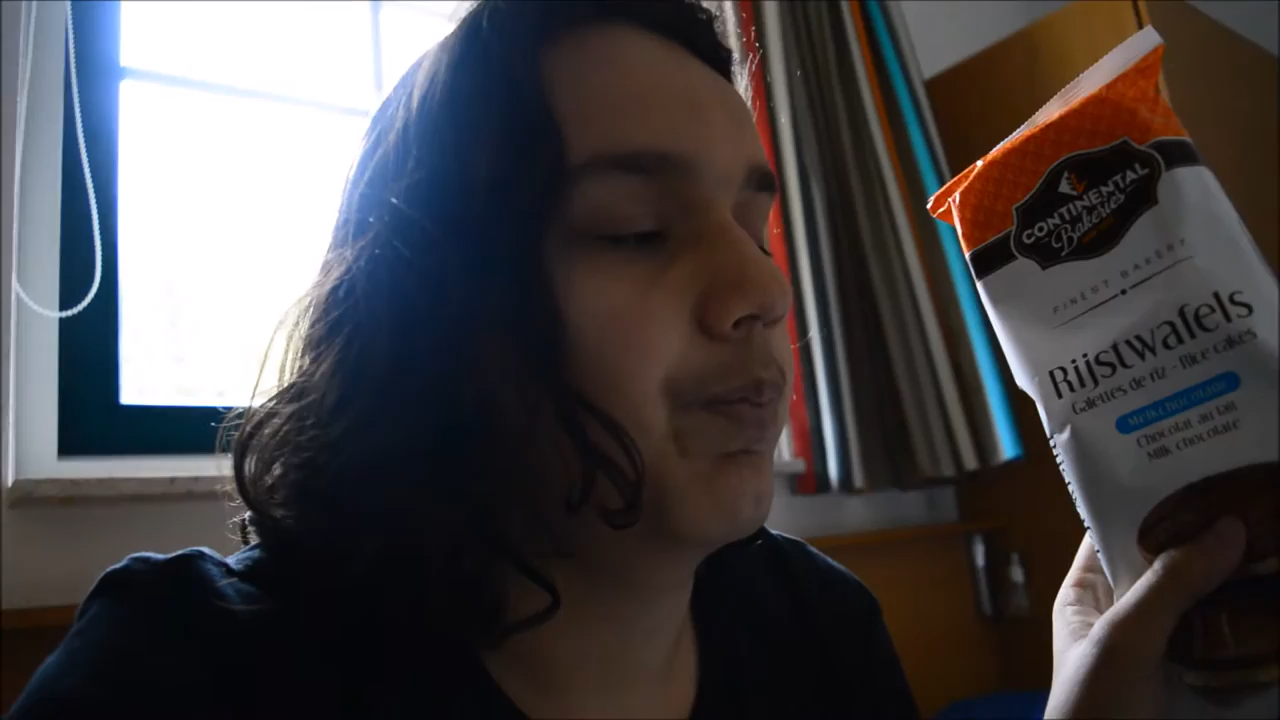 CONTINENTAL
Bakeries
FINEST BAKERY
Rijstwafels
Galettes de riz - Rice cakes
Melkchocolade
Chocolat au lait
Milk chocolate